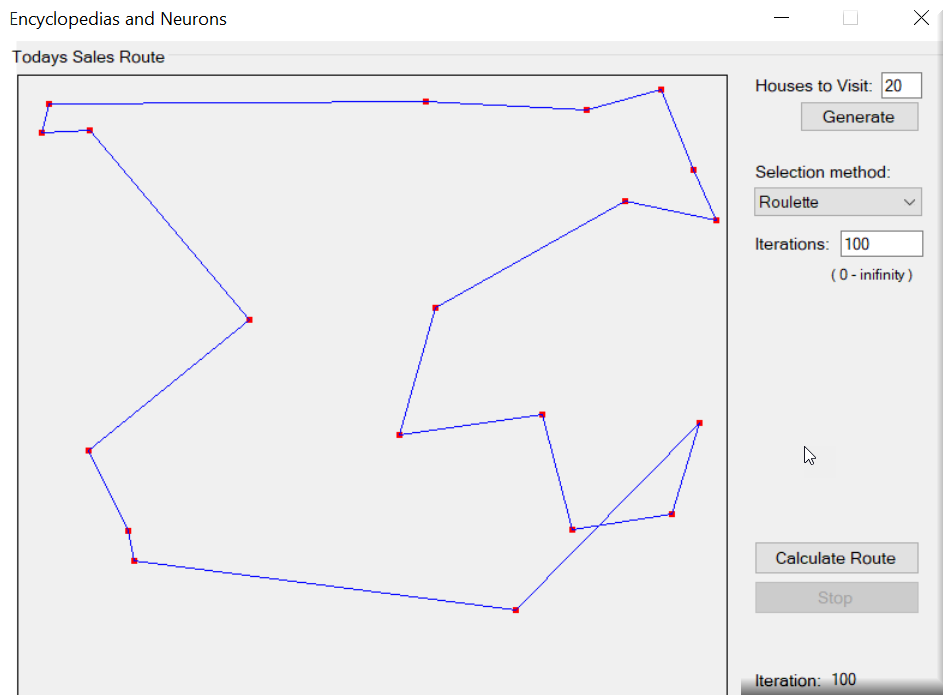 Encyclopedias and Neurons
Todays Sales Route
Houses to Visit: 20
Generate
Selection method:
Roulette
Iterations: 100
( 0 - inifinity )
Calculate Route
Stop
Iteration: 100